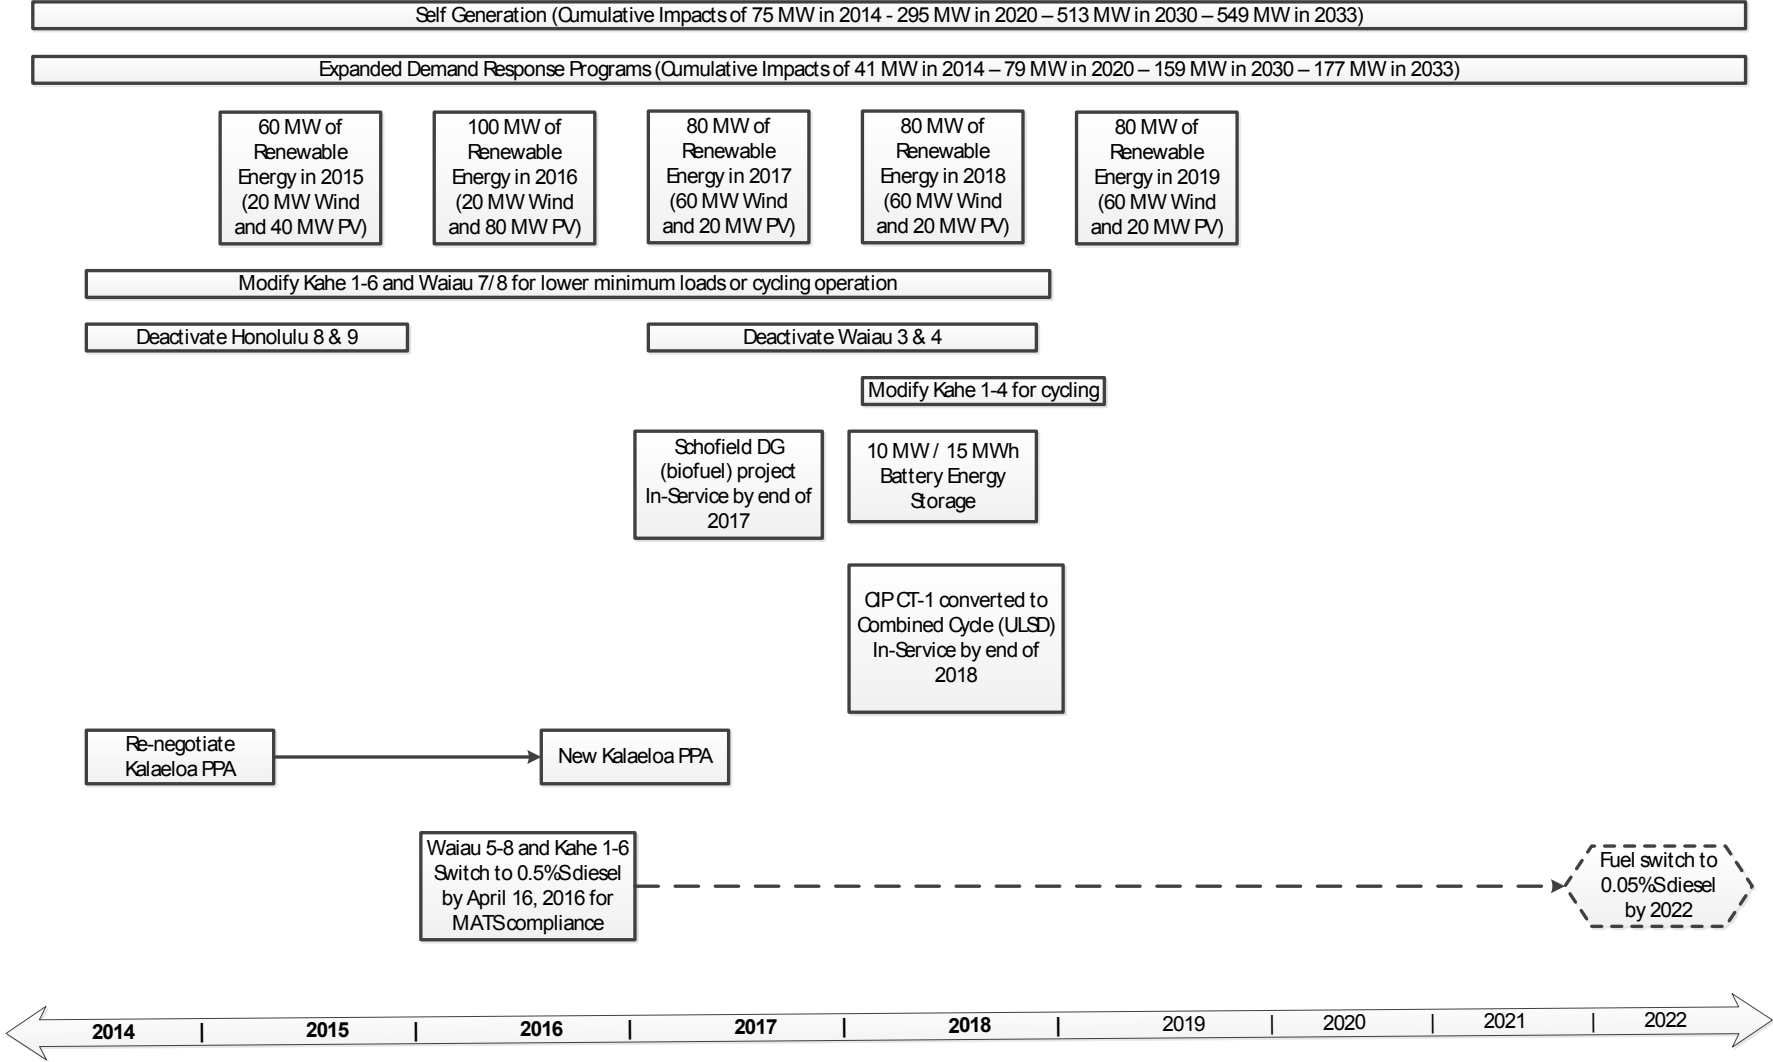 Self Generation (Cumulative Impacts of 75 MW in 2014 - 295 MW in 2020 – 513 MW in 2030 – 549 MW in 2033)
Expanded Demand Response Programs (Cumulative Impacts of 41 MW in 2014 – 79 MW in 2020 – 159 MW in 2030 – 177 MW in 2033)
60 MW of
Renewable
Energy in 2015
(20 MW Wind
and 40 MW PV)
100 MW of
Renewable
Energy in 2016
(20 MW Wind
and 80 MW PV)
80 MW of
Renewable
Energy in 2017
(60 MW Wind
and 20 MW PV)
80 MW of
Renewable
Energy in 2018
(60 MW Wind
and 20 MW PV)
80 MW of
Renewable
Energy in 2019
(60 MW Wind
and 20 MW PV)
Modify Kahe 1-6 and Waiau 7/8 for lower minimum loads or cycling operation
Deactivate Honolulu 8 & 9
Deactivate Waiau 3 & 4
Modify Kahe 1-4 for cycling
Schofield DG
(biofuel) project
In-Service by end of
2017
10 MW / 15 MWh
Battery Energy
Storage
CIP CT-1 converted to
Combined Cycle (ULSD)
In-Service by end of
2018
Re-negotiate
Kalaeloa PPA
New Kalaeloa PPA
Waiau 5-8 and Kahe 1-6
Switch to 0.5%S diesel
by April 16, 2016 for
MATS compliance
Fuel switch to
0.05%S diesel
by 2022
2014 | 2015 | 2016 | 2017 | 2018 | 2019 | 2020 | 2021 | 2022